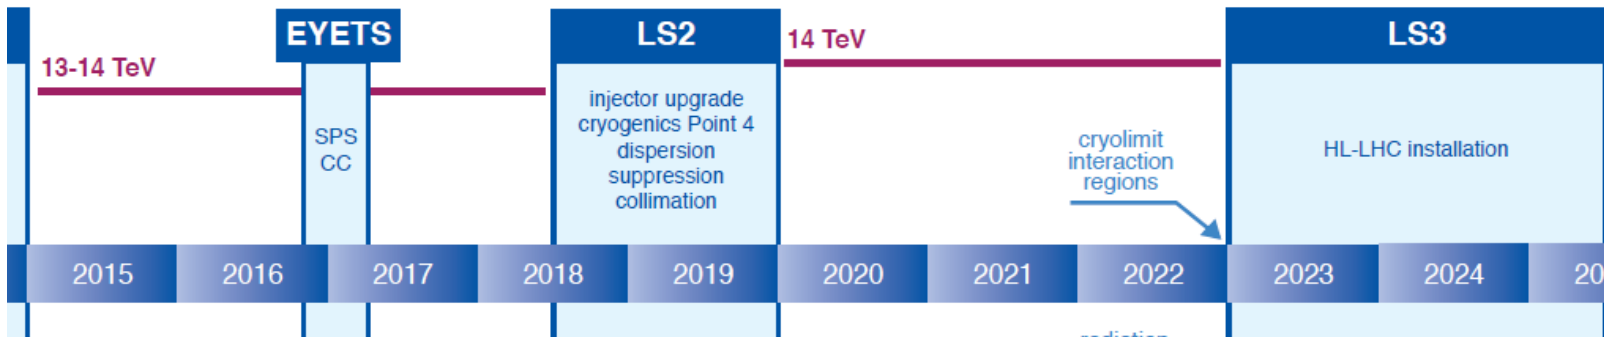 EYETS
LS2
14 TeV
LS3
13-14 TeV
SPS
CC
injector upgrade
cryogenics Point 4
dispersion
suppression
collimation
cryolimit
interaction
regions
HL-LHC installation
2015
2016
2017
2018
2019
2020
2021
2022
2023
2024
20